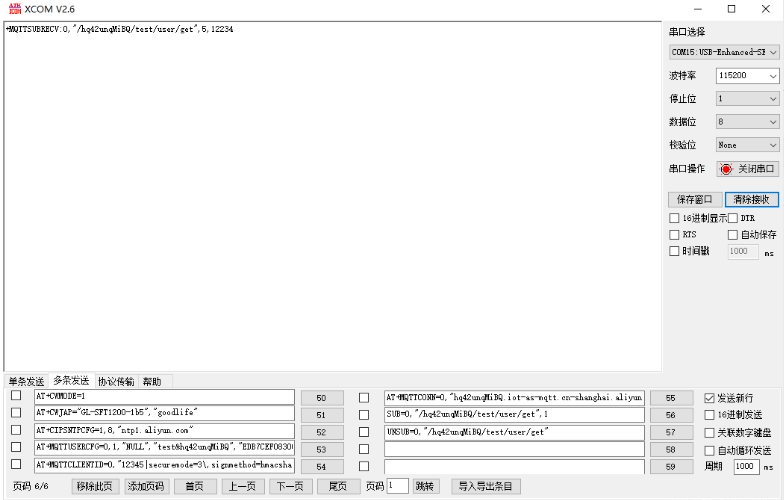 XCOM V2.6
+MQTTSUBRECV:0,"/hq42unqMiBQ/test/user/get",5,12234
串口选择
COM15:USB-Enhanced-SE
波特率
115200
停止位
1
数据位
8
校验位
None
串口操作
关闭串口
保存窗口
清除接收
16进制显示
DTR
RTS
自动保存
时间戳
1000
ms
单条发送
多条发送
协议传输
帮助
AT+CWMODE=1
50
AT+CWJAP="GL-SFT1200-1b5","goodlife"
51
AT+CIPSNTPCFG=1,8,"ntp1.aliyun.com"
52
AT+MQTTUSERCFG=0,1,"NULL","test&hq42unqMiBQ","EDB7CEF0830
53
AT+MQTTCLIENTID=0,"12345|securemode=3\,signmethod=hmacsha
54
AT+MQTTCONN=0,"hq42unqMiBQ.iot-as-mqtt.cn-shanghai.aliyun
55
SUB=0,"/hq42unqMiBQ/test/user/get",1
56
UNSUB=0,"/hq42unqMiBQ/test/user/get"
57
58
59
发送新行
16进制发送
关联数字键盘
自动循环发送
周期
1000
ms
页码 6/6
移除此页
添加页码
首页
上一页
下一页
尾页
页码
1
跳转
导入导出条目